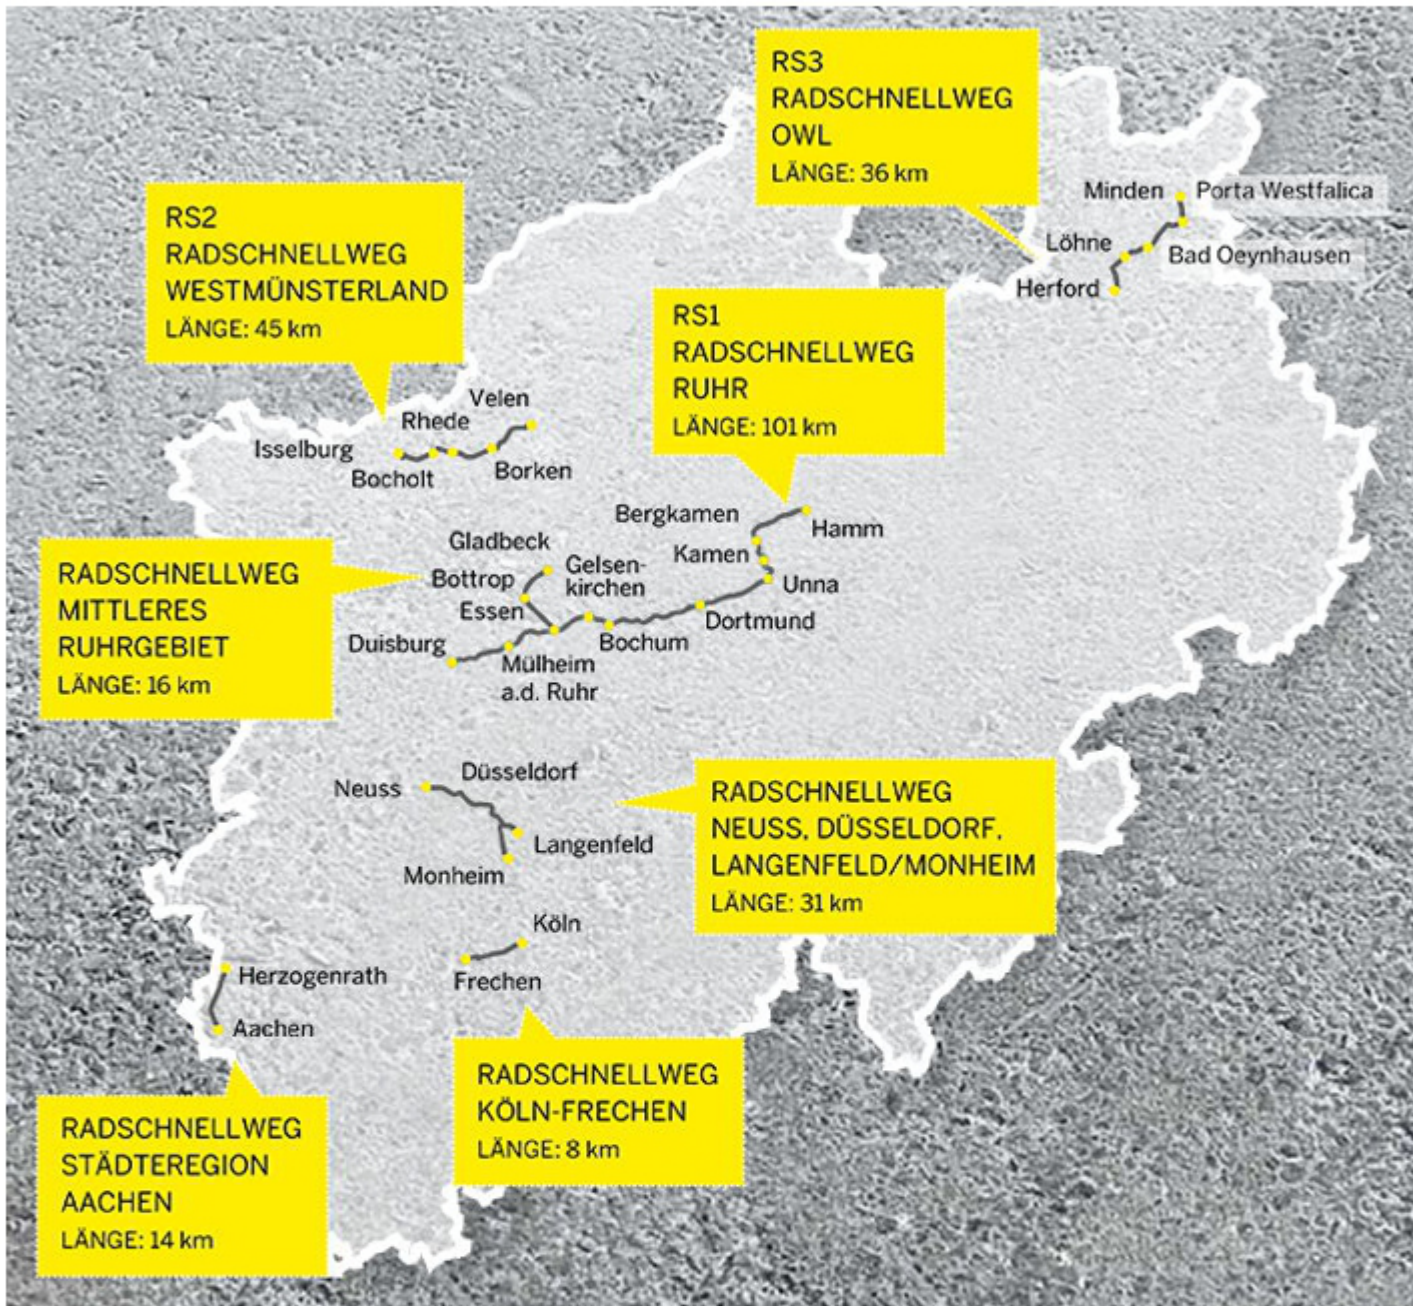 RS3
RADSCHNELLWEG
OWL
LÄNGE: 36 km
Minden
Porta Westfalica
Löhne
Bad Oeynhausen
Herford
RS2
RADSCHNELLWEG
WESTMÜNSTERLAND
LÄNGE: 45 km
RS1
RADSCHNELLWEG
RUHR
LÄNGE: 101 km
Velen
Rhede
Isselburg
Bocholt
Borken
Bergkamen
Hamm
Kamen
Unna
Gladbeck
Bottrop
Gelsen-
kirchen
Essen
Dortmund
Duisburg
Bochum
Mülheim
a.d. Ruhr
RADSCHNELLWEG
MITTLERES
RUHRGEBIET
LÄNGE: 16 km
Neuss
Düsseldorf
Langenfeld
Monheim
RADSCHNELLWEG
NEUSS, DÜSSELDORF,
LANGENFELD/MONHEIM
LÄNGE: 31 km
Köln
Frechen
Herzogenrath
Aachen
RADSCHNELLWEG
KÖLN-FRECHEN
LÄNGE: 8 km
RADSCHNELLWEG
STÄDTEREGION
AACHEN
LÄNGE: 14 km